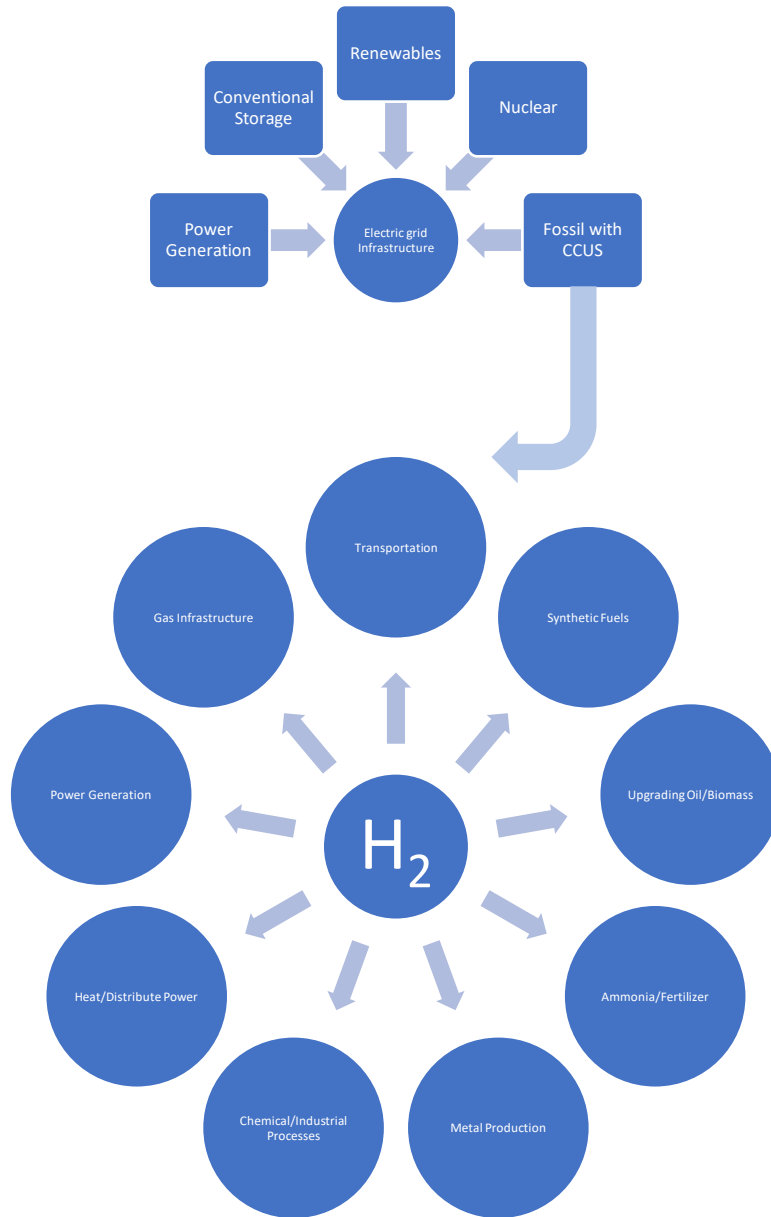 Renewables
Conventional
Storage
Nuclear
Power
Generation
Electric grid
Infrastructure
Fossil with
CCUS
Transportation
Gas Infrastructure
Synthetic Fuels
Power Generation
Upgrading Oil/Biomass
H₂
Heat/Distribute Power
Ammonia/Fertilizer
Chemical/Industrial
Processes
Metal Production